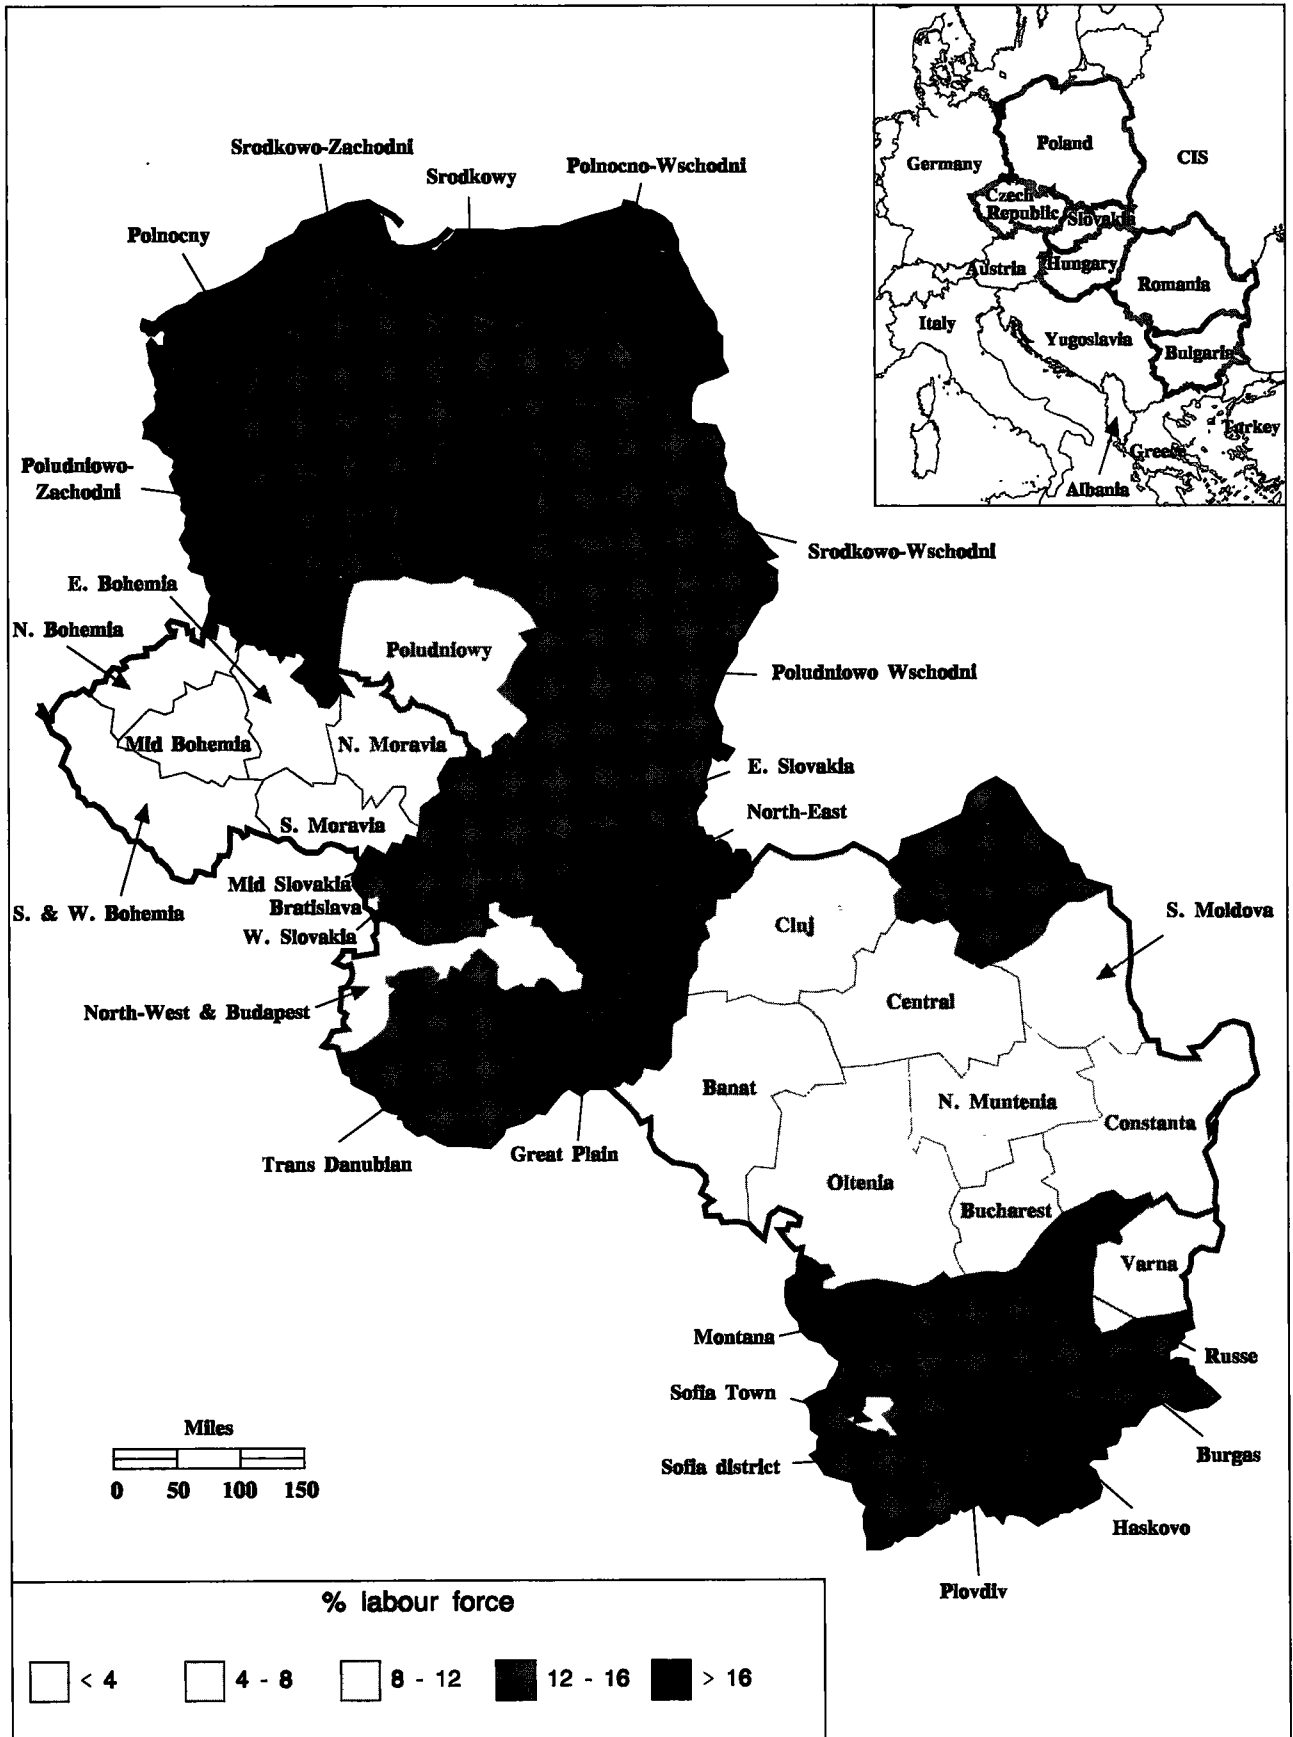 Srodkowo-Zachodni
Srodkowy
Polnocno-Wschodni
Polnocny
Poludniowo-
Zachodni
Srodkowo-Wschodni
E. Bohemia
N. Bohemia
Poludniowy
Poludniowo Wschodni
Mid Bohemia
N. Moravia
E. Slovakia
North-East
S. Moravia
Mid Slovakia
Bratislava
W. Slovakia
S. & W. Bohemia
Cluj
S. Moldova
Central
North-West & Budapest
Banat
N. Muntenia
Constanta
Trans Danubian
Great Plain
Oltenia
Bucharest
Varna
Montana
Russe
Sofia Town
Burgas
Sofia district
Haskovo
Plovdiv
Germany
Poland
CIS
Czech
Republic
Slovakia
Austria
Hungary
Romania
Italy
Yugoslavia
Bulgaria
Turkey
Greece
Albania
Miles
0 50 100 150
% labour force
< 4 4 - 8 8 - 12 12 - 16 > 16